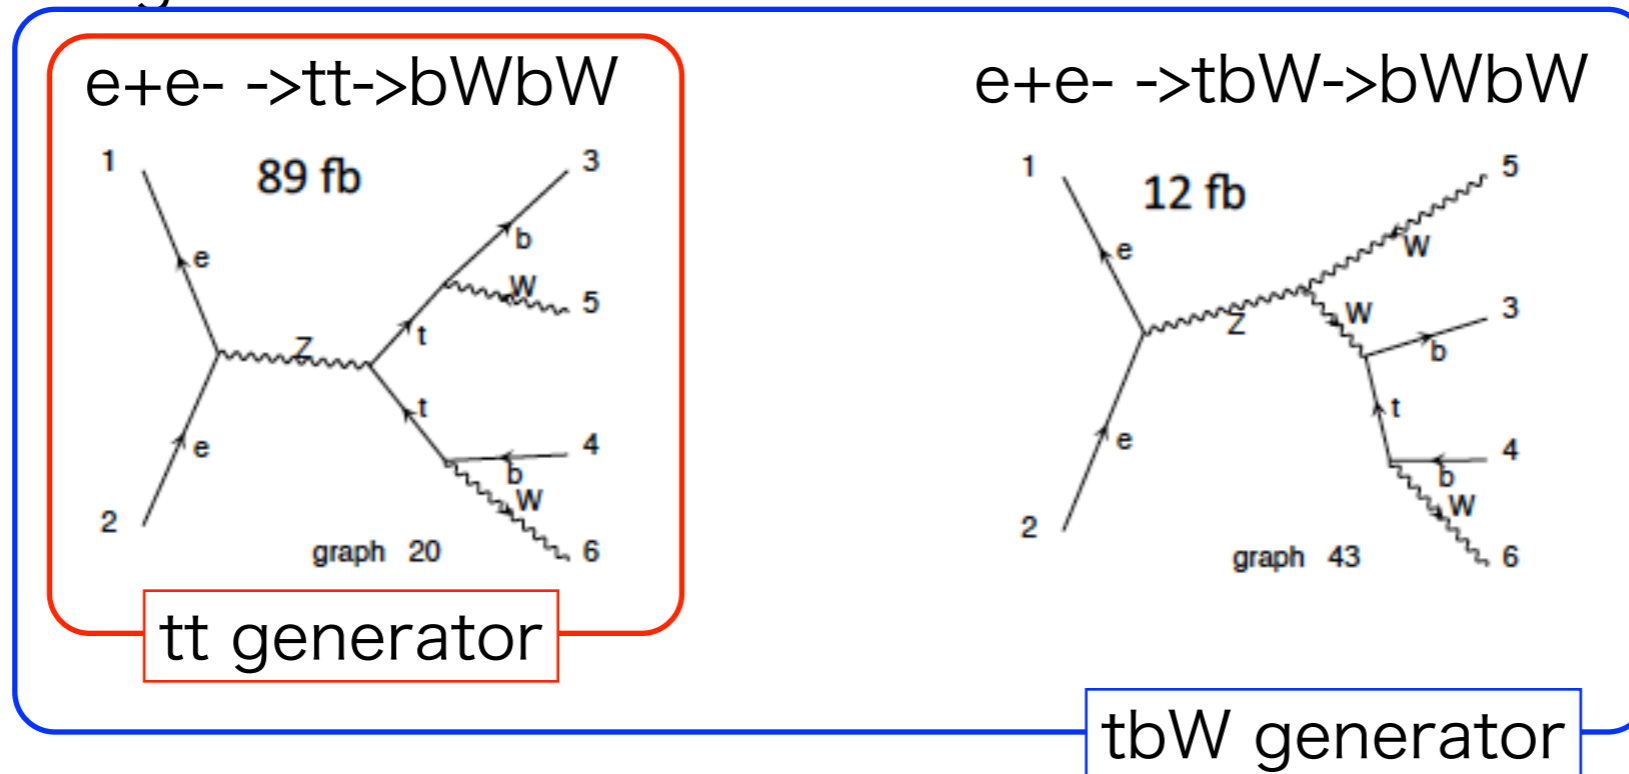 e+e- ->tt->bWbW
1
89 fb
3
e
b
W
5
t
Z
t
4
e
b
W
2
graph 20
6
tt generator
e+e- ->tbW->bWbW
1
12 fb
5
e
W
3
Z
W
b
t
e
4
b
W
2
graph 43
6
tbW generator